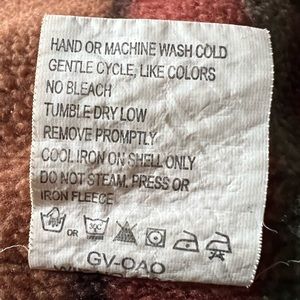 HAND OR MACHINE WASH COLD
GENTLE CYCLE, LIKE COLORS
NO BLEACH
TUMBLE DRY LOW
REMOVE PROMPTLY
COOL IRON ON SHELL ONLY
DO NOT STEAM, PRESS OR
IRON FLEECE
OR 30C
GV-OAO